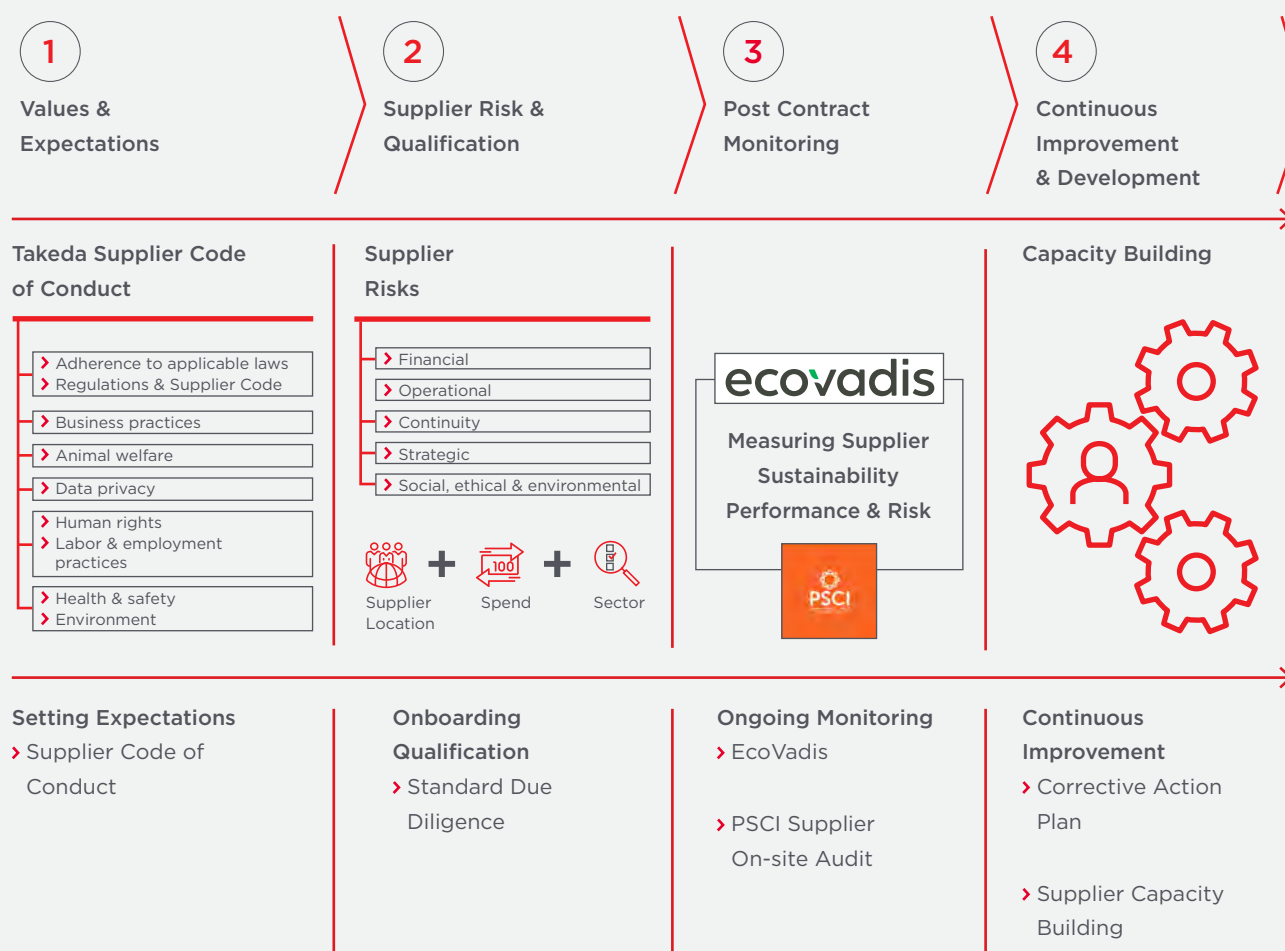 1
Values &
Expectations
2
Supplier Risk &
Qualification
3
Post Contract
Monitoring
4
Continuous
Improvement
& Development
Takeda Supplier Code
of Conduct
Adherence to applicable laws
Regulations & Supplier Code
Business practices
Animal welfare
Data privacy
Human rights
Labor & employment
practices
Health & safety
Environment
Supplier
Risks
Financial
Operational
Continuity
Strategic
Social, ethical & environmental
Supplier
Location
+
100
Spend
+
Sector
ecovadis
Measuring Supplier
Sustainability
Performance & Risk
PSCI
Capacity Building
Setting Expectations
Supplier Code of
Conduct
Onboarding
Qualification
Standard Due
Diligence
Ongoing Monitoring
EcoVadis
PSCI Supplier
On-site Audit
Continuous
Improvement
Corrective Action
Plan
Supplier Capacity
Building